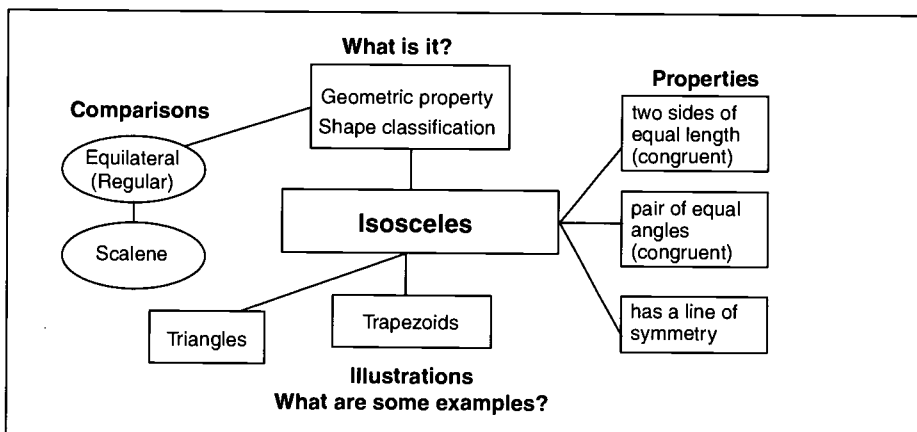 What is it?
Geometric property
Shape classification
Comparisons
Equilateral
(Regular)
Scalene
Isosceles
Properties
two sides of
equal length
(congruent)
pair of equal
angles
(congruent)
has a line of
symmetry
Triangles
Trapezoids
Illustrations
What are some examples?